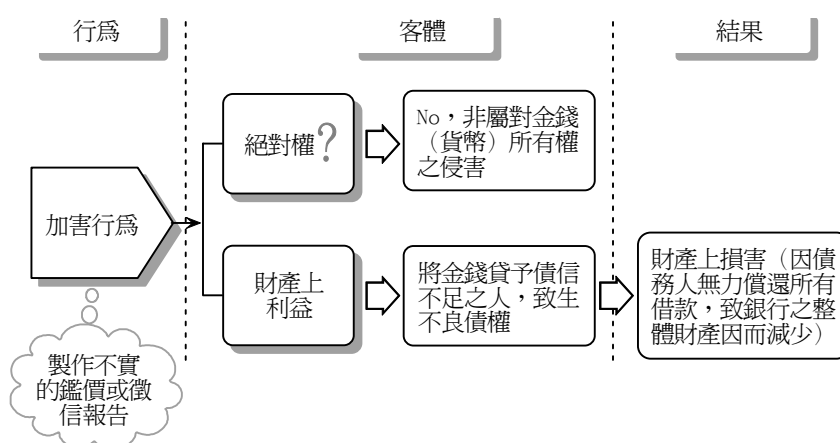 行為
客體
結果
絕對權？
No，非屬對金錢
（貨幣）所有權
之侵害
加害行為
財產上
利益
將金錢貸予債信
不足之人，致生
不良債權
財產上損害（因債
務人無力償還所有
借款，致銀行之整
體財產因而減少）
製作不實
的鑑價或徵
信報告